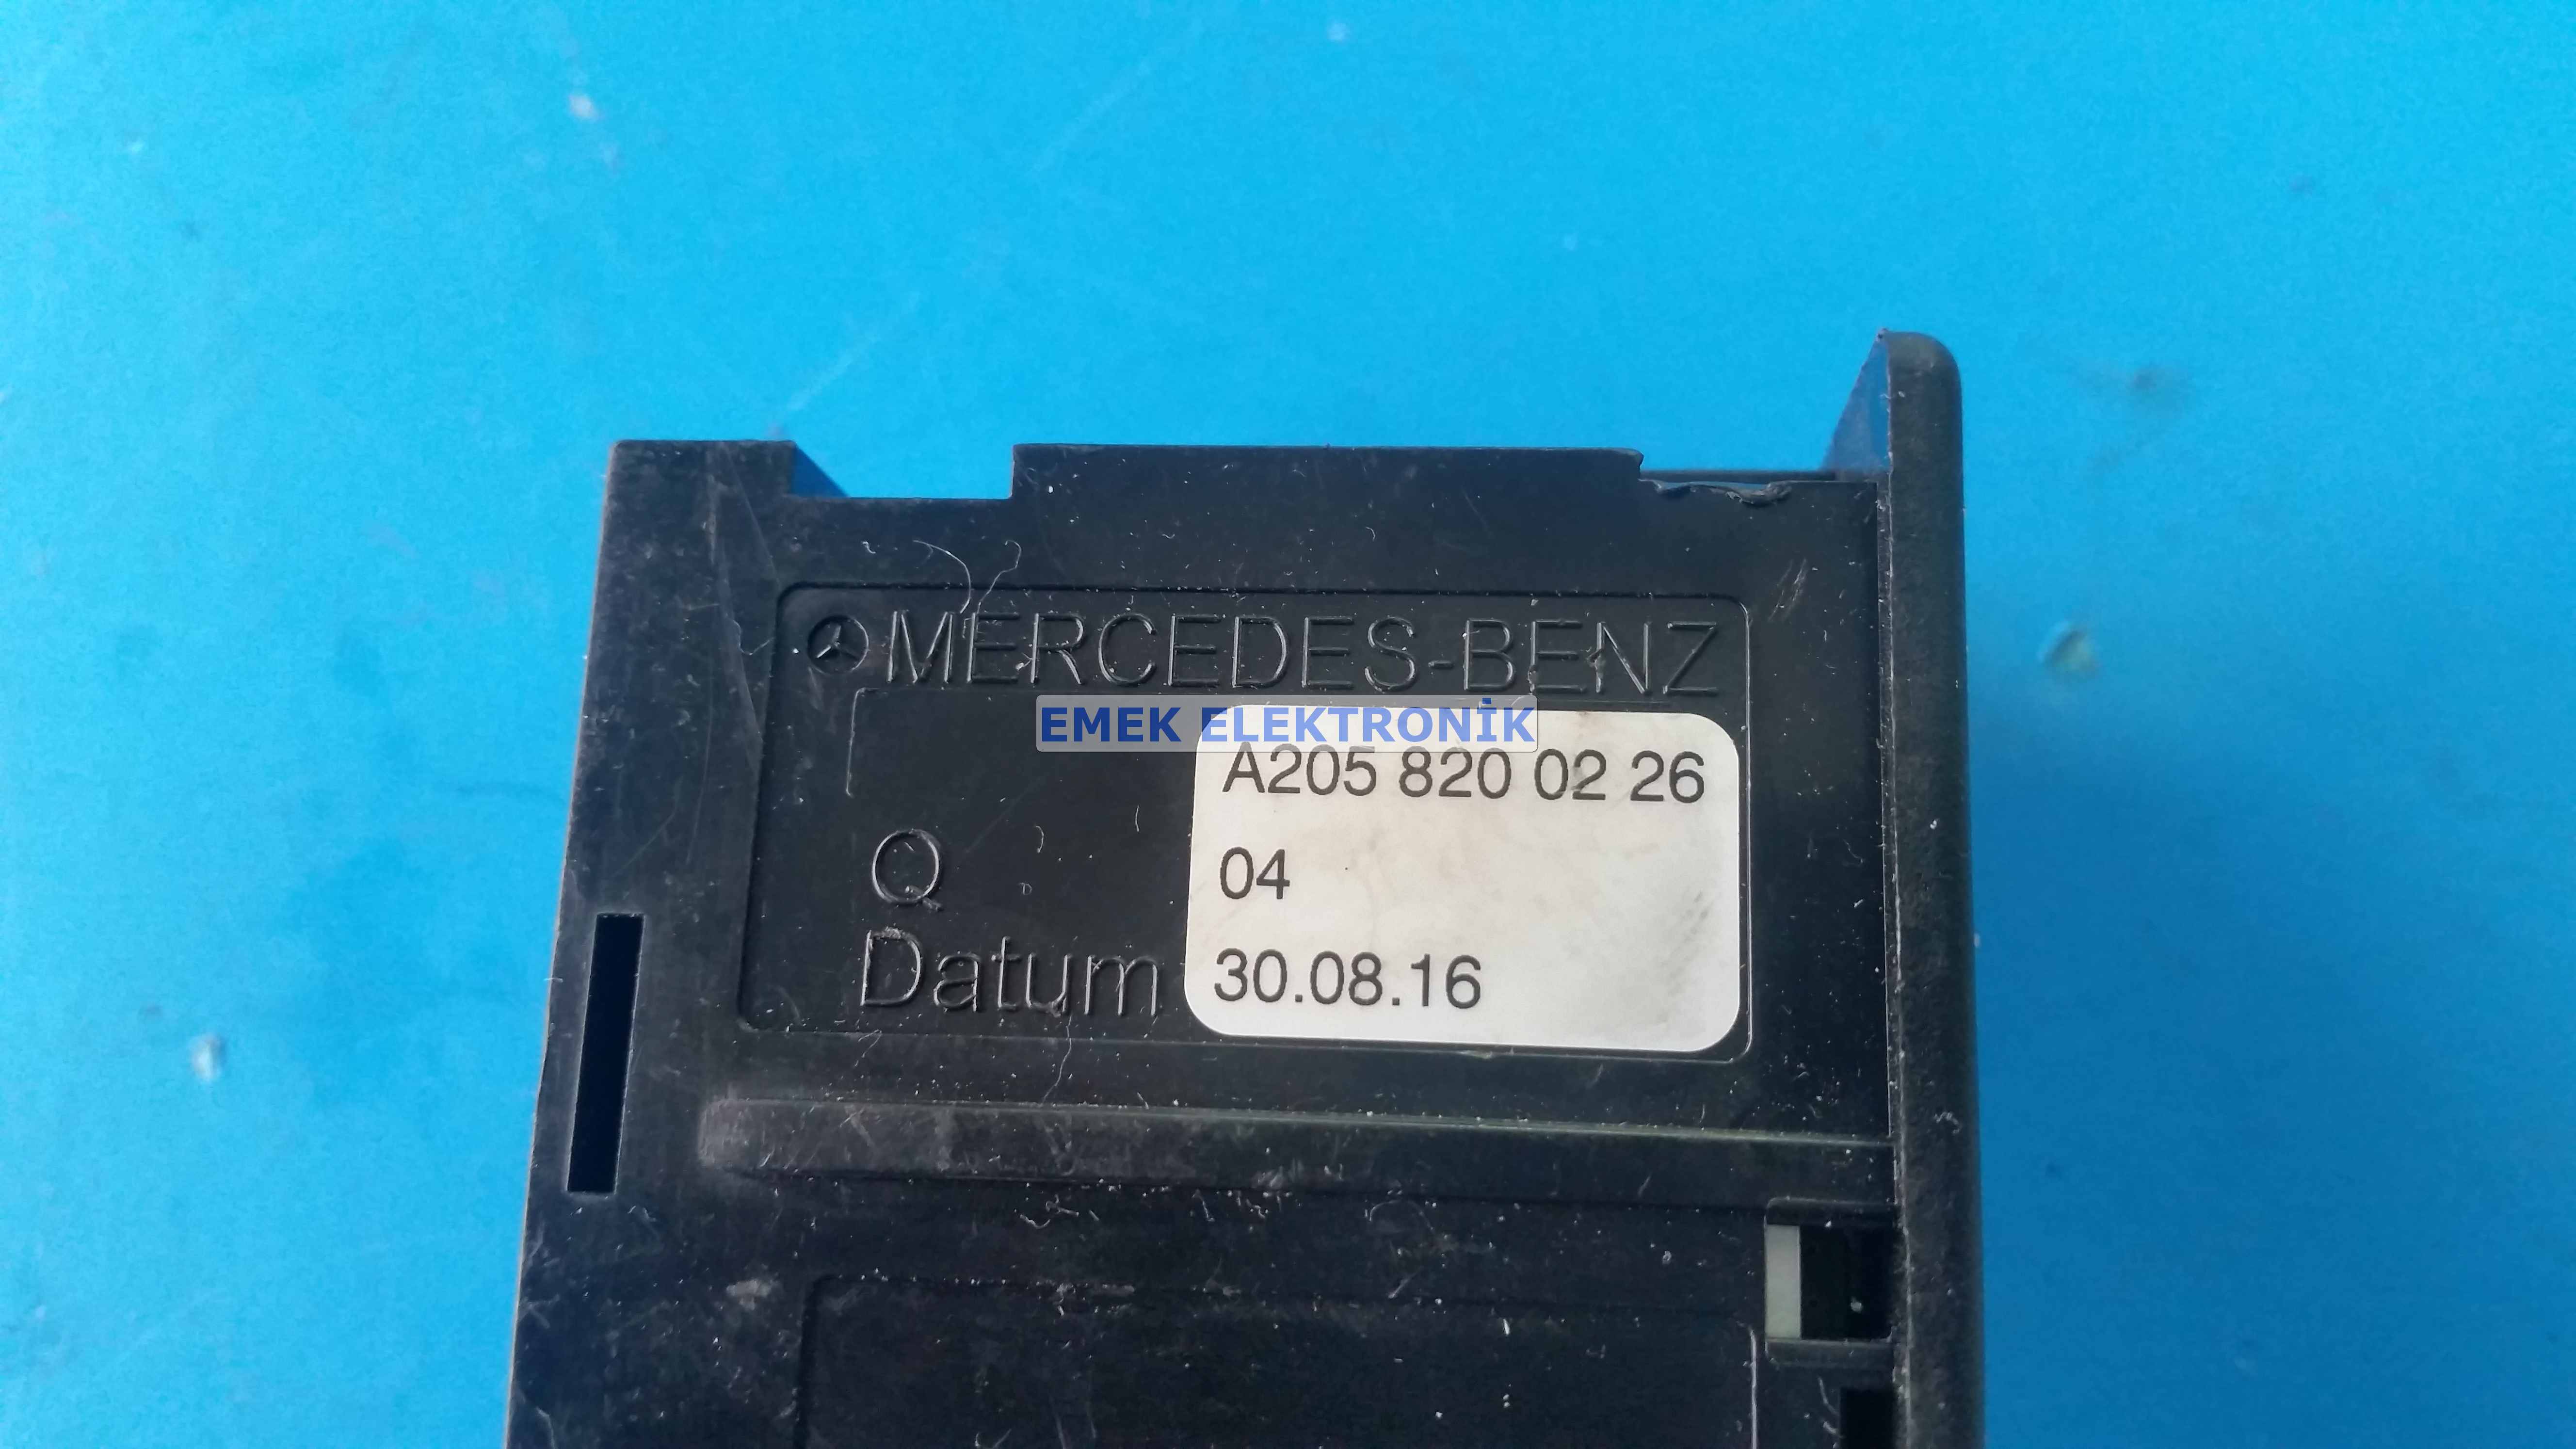 MERCEDES-BENZ
EMEK ELEKTRONİK
A205 820 02 26
Q 04
Datum 30.08.16